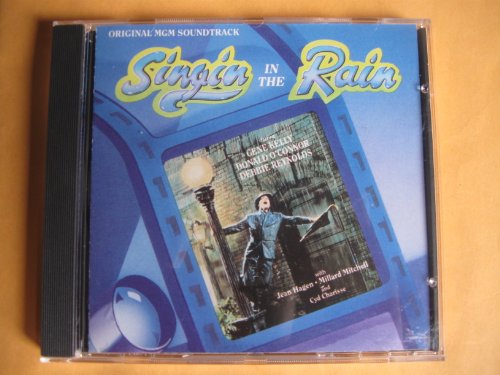 ORIGINAL MGM SOUNDTRACK
Singin IN THE Rain
GENE KELLY
DONALD O'CONNOR
DEBBIE REYNOLDS
with
Jean Hagen • Millard Mitchell
and
Cyd Charisse